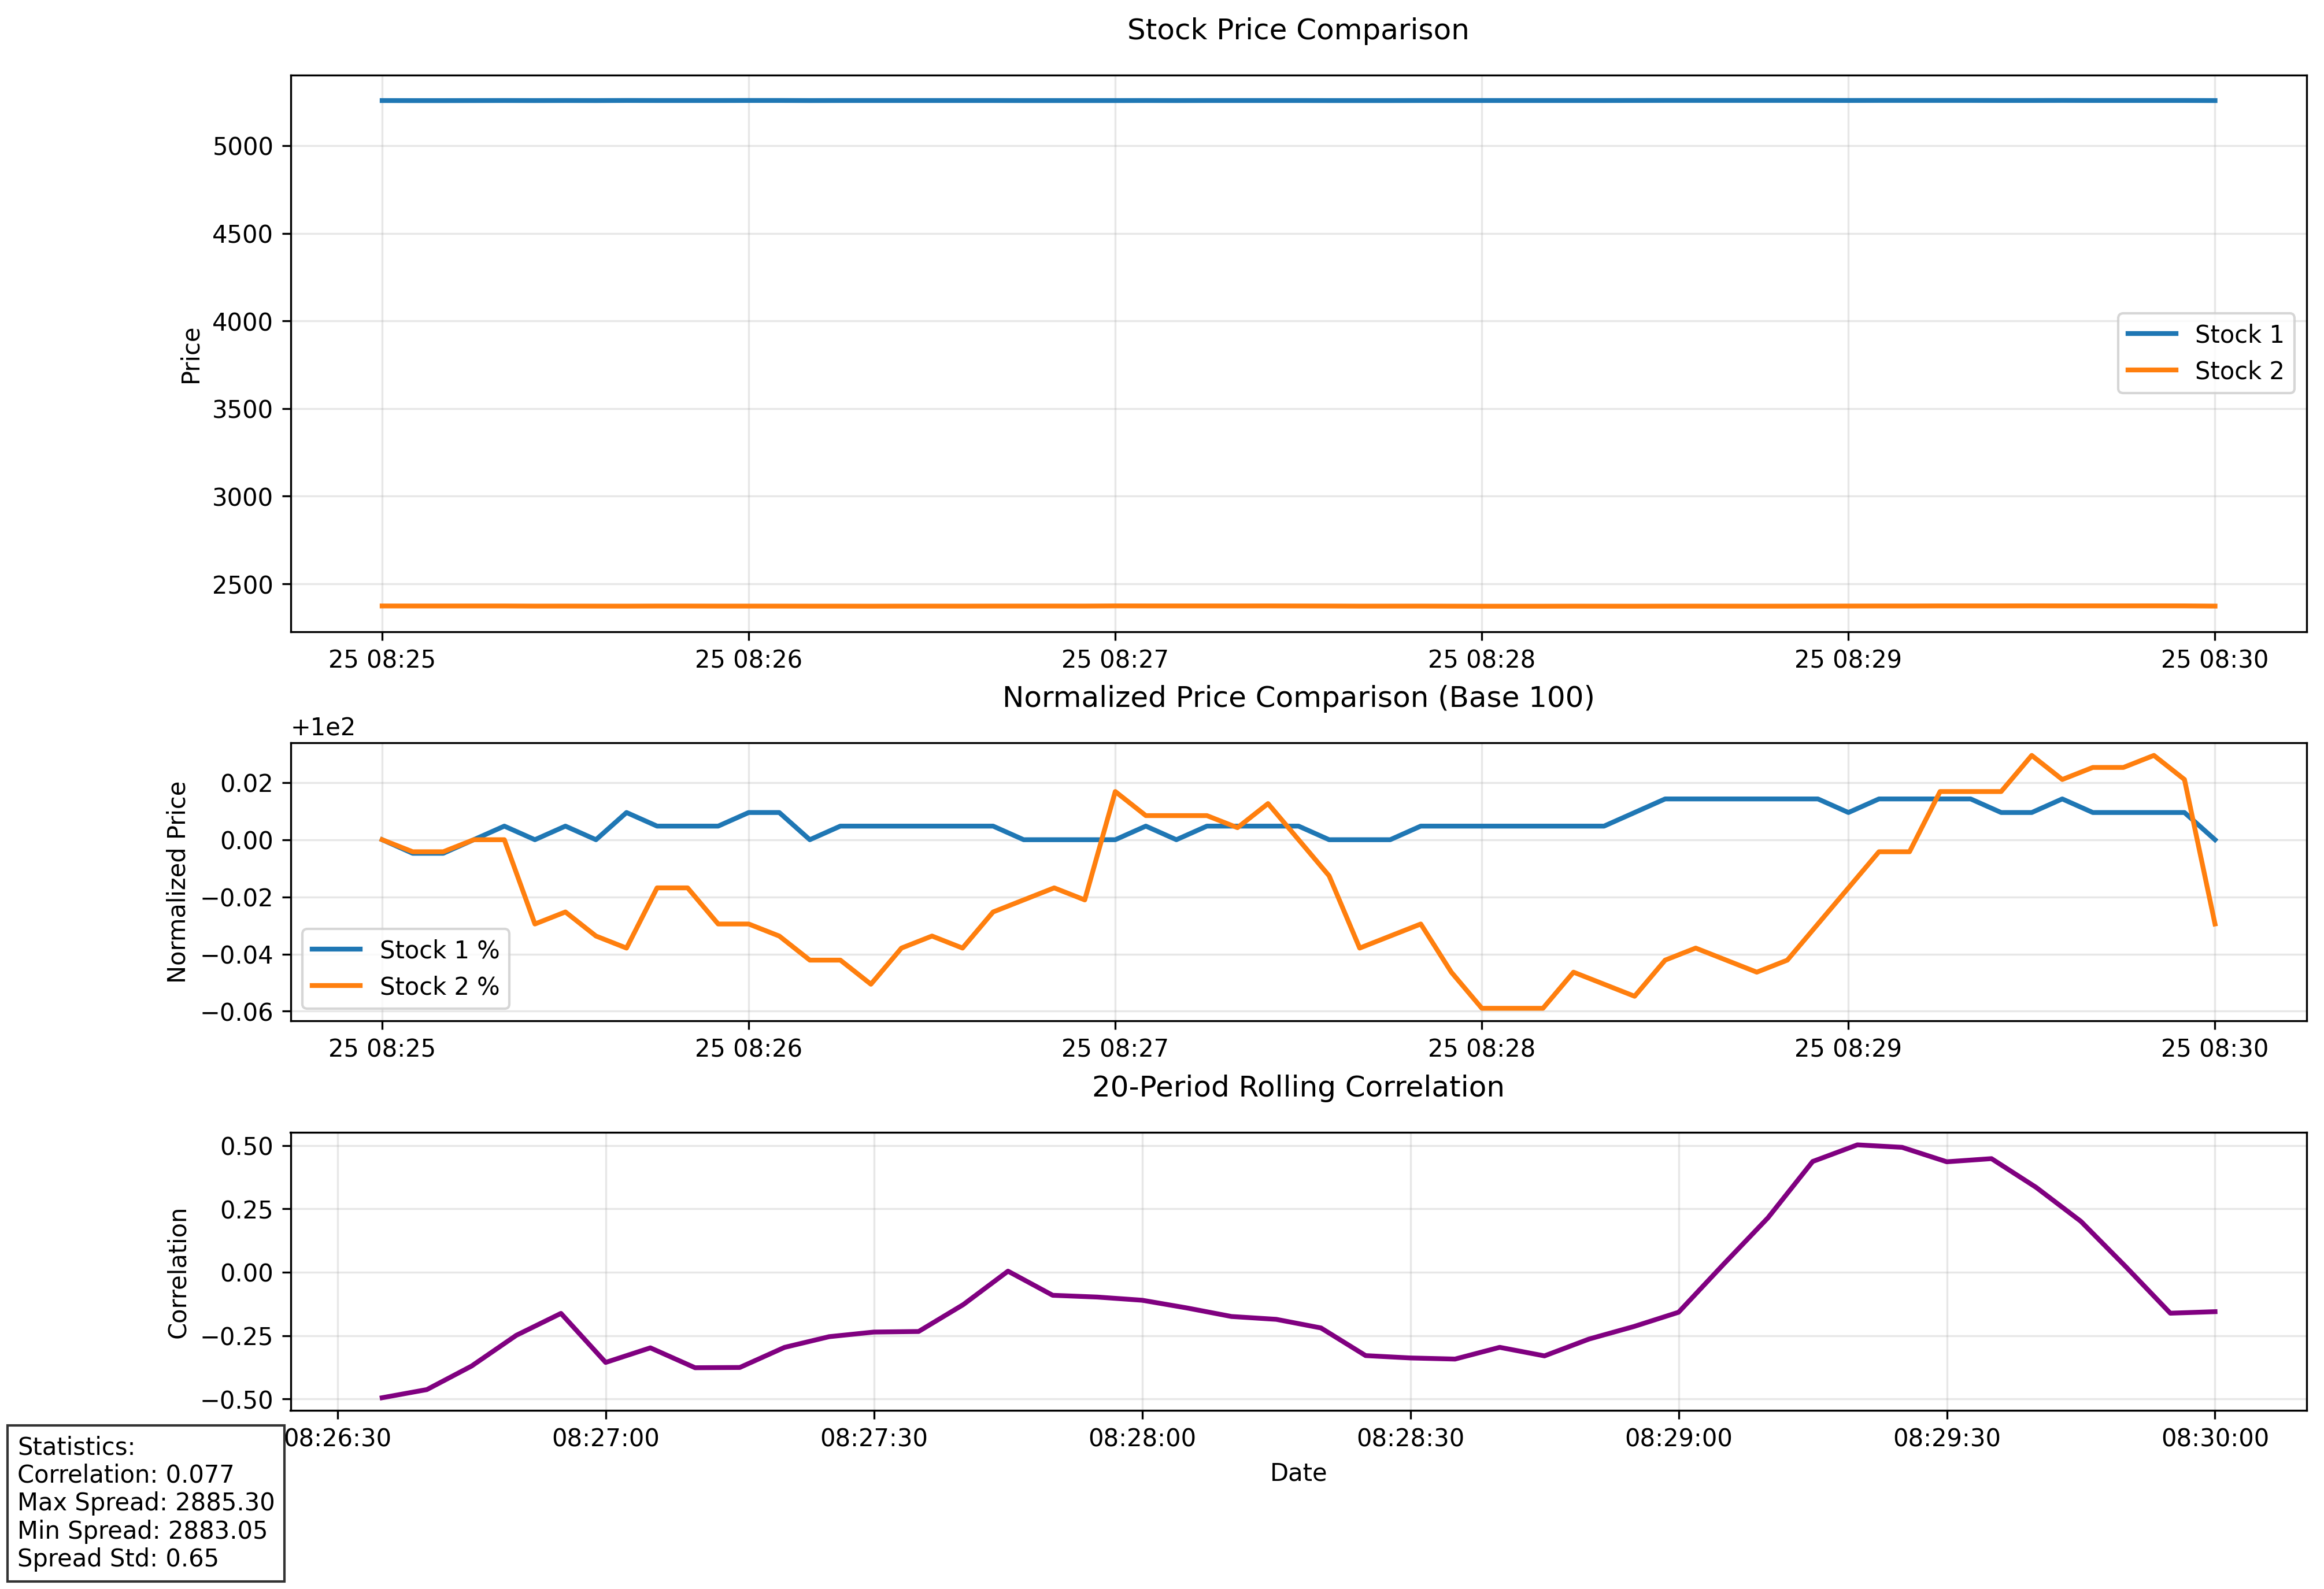 Stock Price Comparison
Price
5000
4500
4000
3500
3000
2500
Stock 1
Stock 2
25 08:25 25 08:26 25 08:27 25 08:28 25 08:29 25 08:30
Normalized Price Comparison (Base 100)
+1e2
Normalized Price
0.02
0.00
−0.02
−0.04
−0.06
Stock 1 %
Stock 2 %
25 08:25 25 08:26 25 08:27 25 08:28 25 08:29 25 08:30
20-Period Rolling Correlation
Correlation
0.50
0.25
0.00
−0.25
−0.50
08:26:30 08:27:00 08:27:30 08:28:00 08:28:30 08:29:00 08:29:30 08:30:00
Date
Statistics:
Correlation: 0.077
Max Spread: 2885.30
Min Spread: 2883.05
Spread Std: 0.65